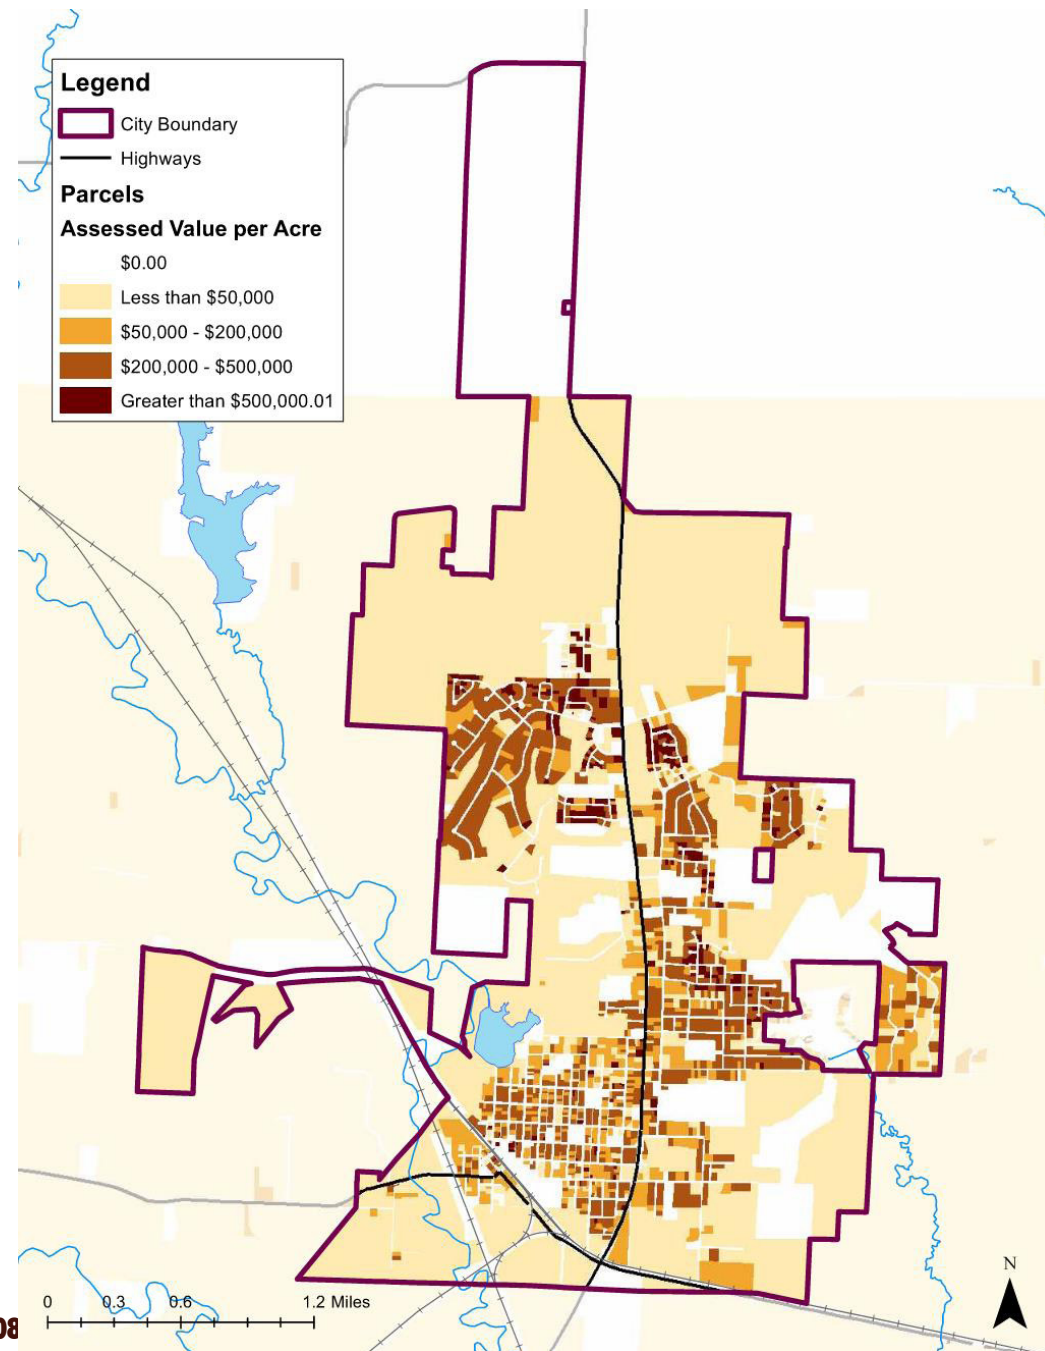 Legend
City Boundary
Highways
Parcels
Assessed Value per Acre
$0.00
Less than $50,000
$50,000 - $200,000
$200,000 - $500,000
Greater than $500,000.01
N
0 0.3 0.6 1.2 Miles